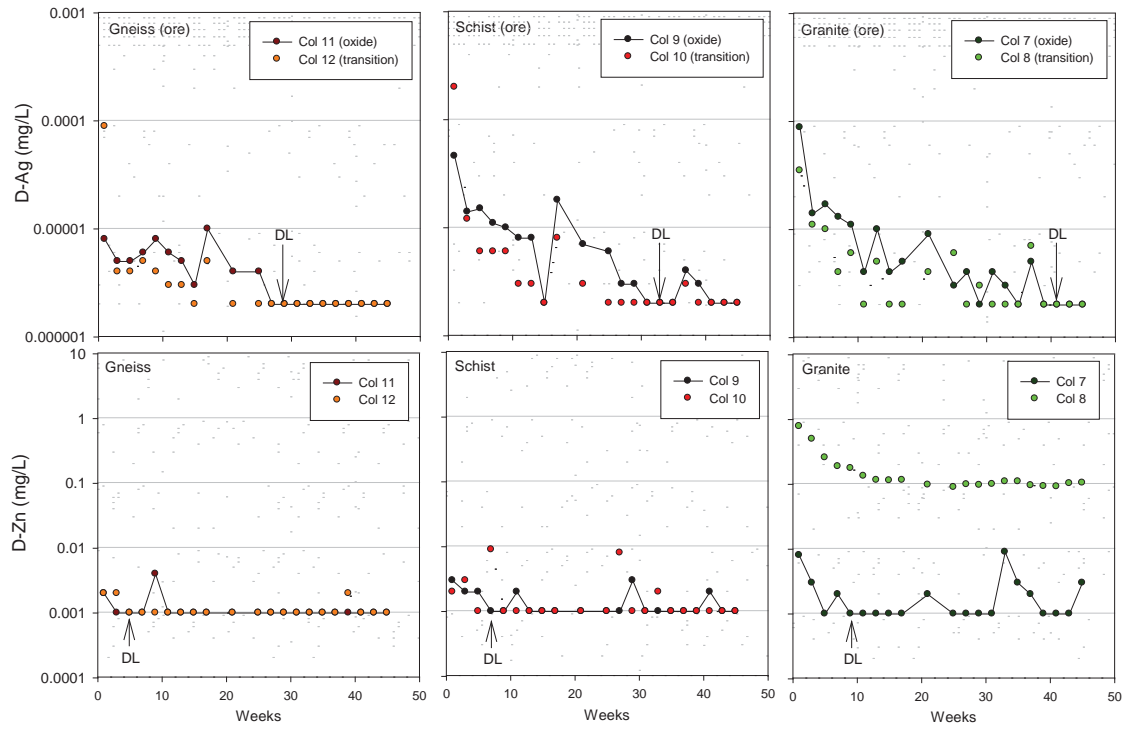 Gneiss (ore)
Col 11 (oxide)
Col 12 (transition)
Schist (ore)
Col 9 (oxide)
Col 10 (transition)
Granite (ore)
Col 7 (oxide)
Col 8 (transition)
D-Ag (mg/L)
0.001
0.0001
0.00001
0.000001
DL
DL
DL
Gneiss
Col 11
Col 12
Schist
Col 9
Col 10
Granite
Col 7
Col 8
D-Zn (mg/L)
10
1
0.1
0.01
0.001
0.0001
DL
DL
DL
0 10 20 30 40 50
0 10 20 30 40 50
0 10 20 30 40 50
Weeks
Weeks
Weeks